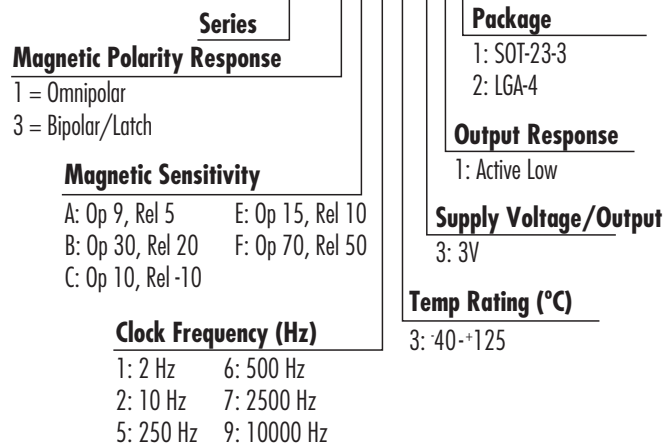 Series
Magnetic Polarity Response
1 = Omnipolar
3 = Bipolar/Latch
Magnetic Sensitivity
A: Op 9, Rel 5 E: Op 15, Rel 10
B: Op 30, Rel 20 F: Op 70, Rel 50
C: Op 10, Rel -10
Clock Frequency (Hz)
1: 2 Hz 6: 500 Hz
2: 10 Hz 7: 2500 Hz
5: 250 Hz 9: 10000 Hz
Package
1: SOT-23-3
2: LGA-4
Output Response
1: Active Low
Supply Voltage/Output
3: 3V
Temp Rating (°C)
3: -40-+125